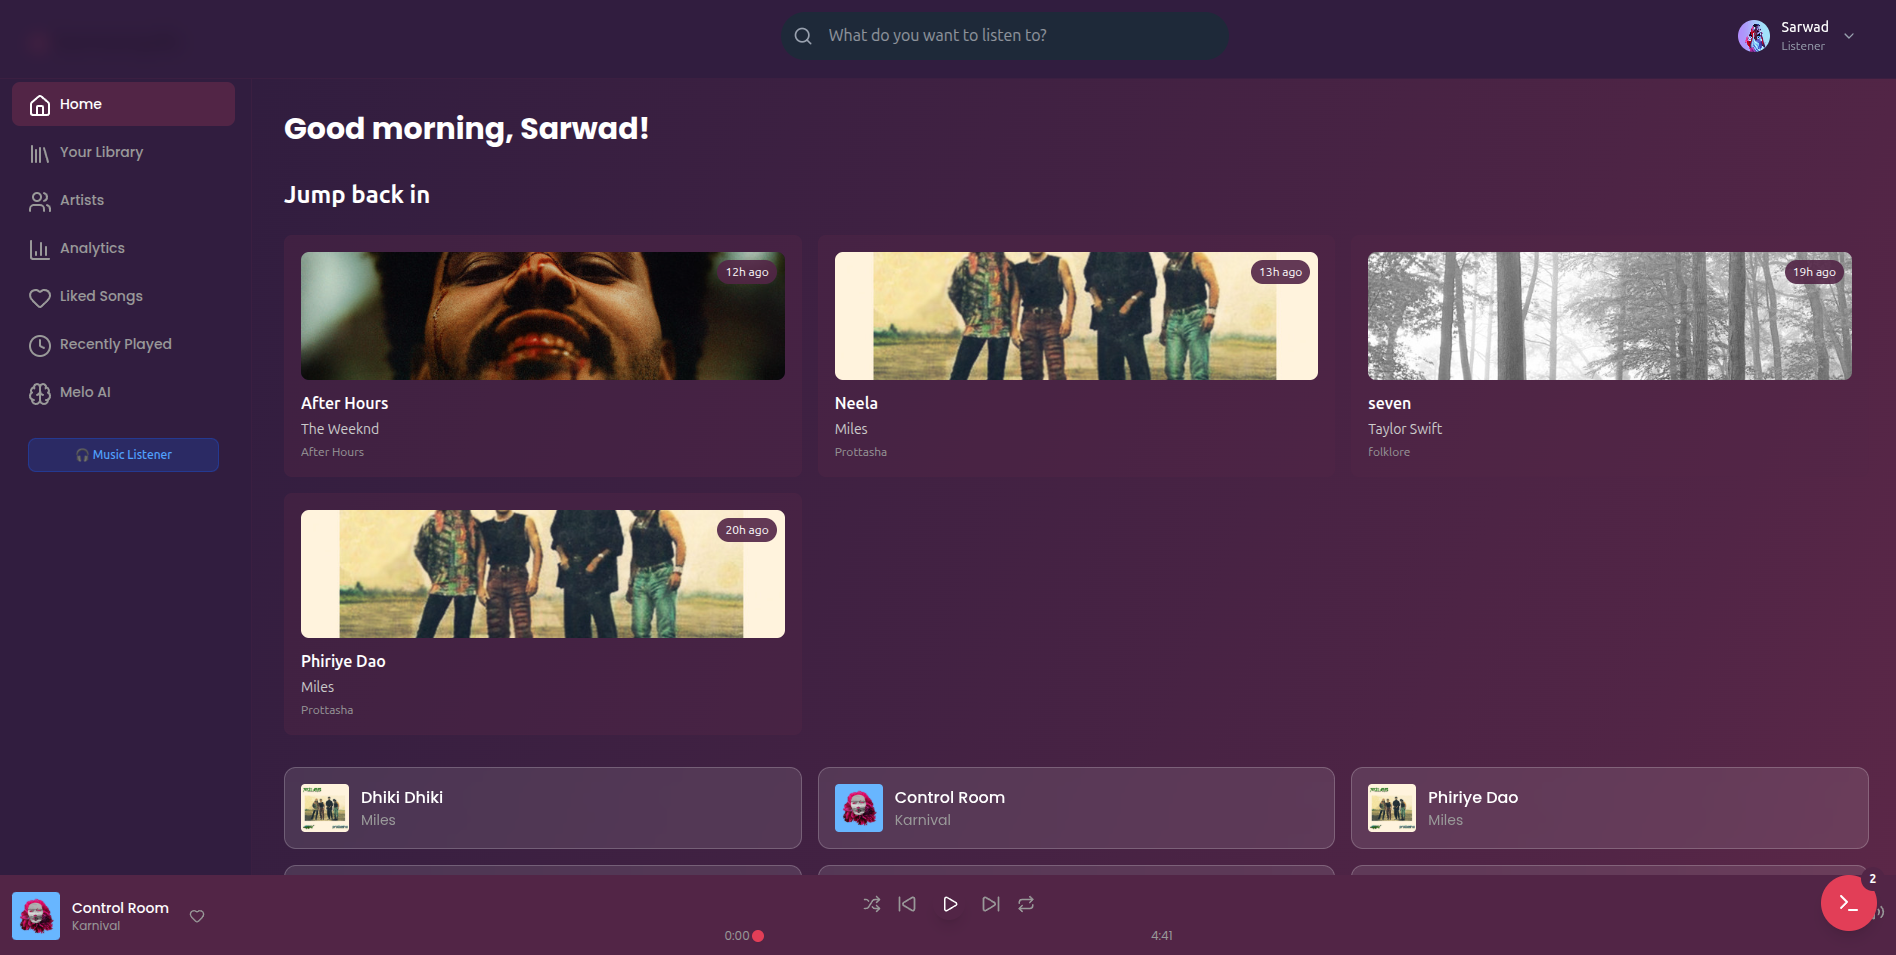 What do you want to listen to?
Sarwad
Listener
Home
Your Library
Artists
Analytics
Liked Songs
Recently Played
Melo AI
🎧 Music Listener
Good morning, Sarwad!
Jump back in
12h ago
After Hours
The Weeknd
After Hours
13h ago
Neela
Miles
Prottasha
19h ago
seven
Taylor Swift
folklore
20h ago
Phiriye Dao
Miles
Prottasha
Dhiki Dhiki
Miles
Control Room
Karnival
Phiriye Dao
Miles
Control Room
Karnival
0:00
4:41
2